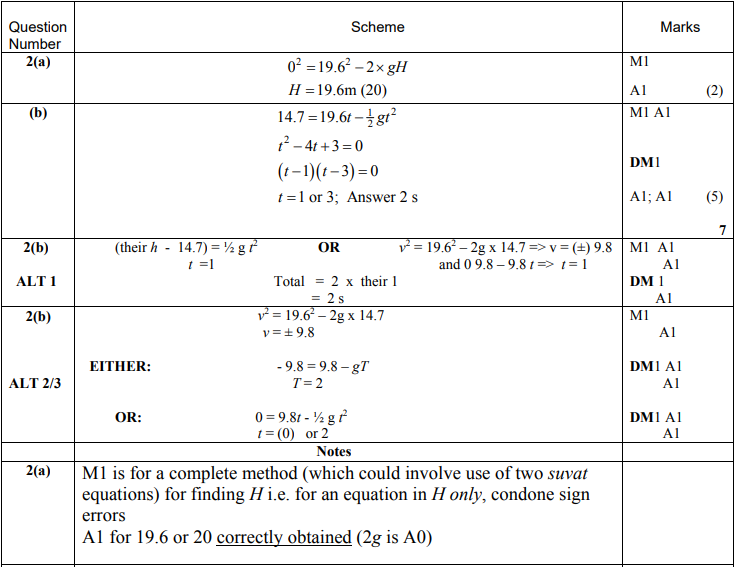 Question Number Scheme Marks
2(a) 0² = 19.6² – 2 × gH M1
H = 19.6m (20) A1 (2)
(b) 14.7 = 19.6t – ½ gt² M1 A1
t² – 4t + 3 = 0
(t – 1)(t – 3) = 0 DM1
t = 1 or 3; Answer 2 s A1; A1 (5)
7
2(b) (their h - 14.7) = ½ g t² OR v² = 19.6² – 2g x 14.7 => v = (±) 9.8 M1 A1
t =1 and 0 9.8 – 9.8 t => t = 1 A1
ALT 1 Total = 2 x their 1 DM 1
= 2 s A1
2(b) v² = 19.6² – 2g x 14.7 M1
v = ± 9.8 A1
ALT 2/3 EITHER: - 9.8 = 9.8 – gT DM1 A1
T = 2 A1
OR: 0 = 9.8t - ½ g t² DM1 A1
t = (0) or 2 A1
Notes
2(a) M1 is for a complete method (which could involve use of two suvat
equations) for finding H i.e. for an equation in H only, condone sign
errors
A1 for 19.6 or 20 correctly obtained (2g is A0)